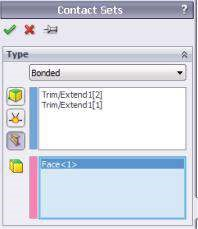 Contact Sets
?
Type
Bonded
Trim/Extend1[2]
Trim/Extend1[1]
Face<1>